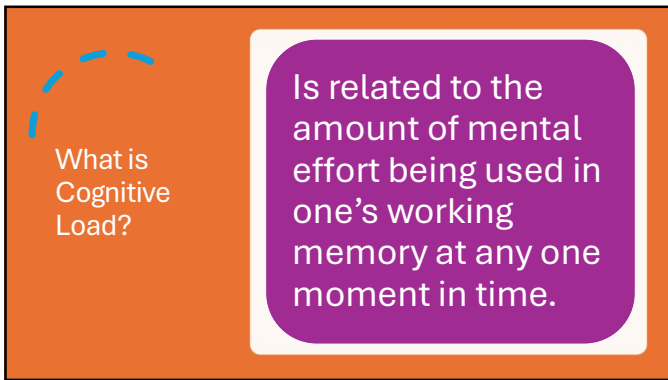 What is
Cognitive
Load?
Is related to the
amount of mental
effort being used in
one’s working
memory at any one
moment in time.